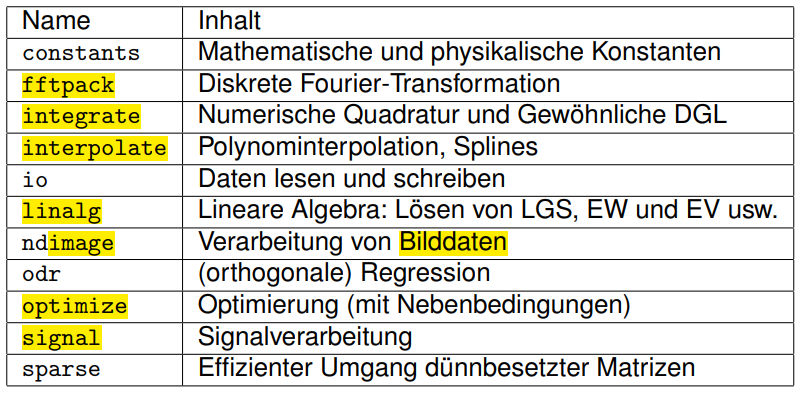 Name Inhalt
constants Mathematische und physikalische Konstanten
fftpack Diskrete Fourier-Transformation
integrate Numerische Quadratur und Gewöhnliche DGL
interpolate Polynominterpolation, Splines
io Daten lesen und schreiben
linalg Lineare Algebra: Lösen von LGS, EW und EV usw.
ndimage Verarbeitung von Bilddaten
odr (orthogonale) Regression
optimize Optimierung (mit Nebenbedingungen)
signal Signalverarbeitung
sparse Effizienter Umgang dünnbesetzter Matrizen